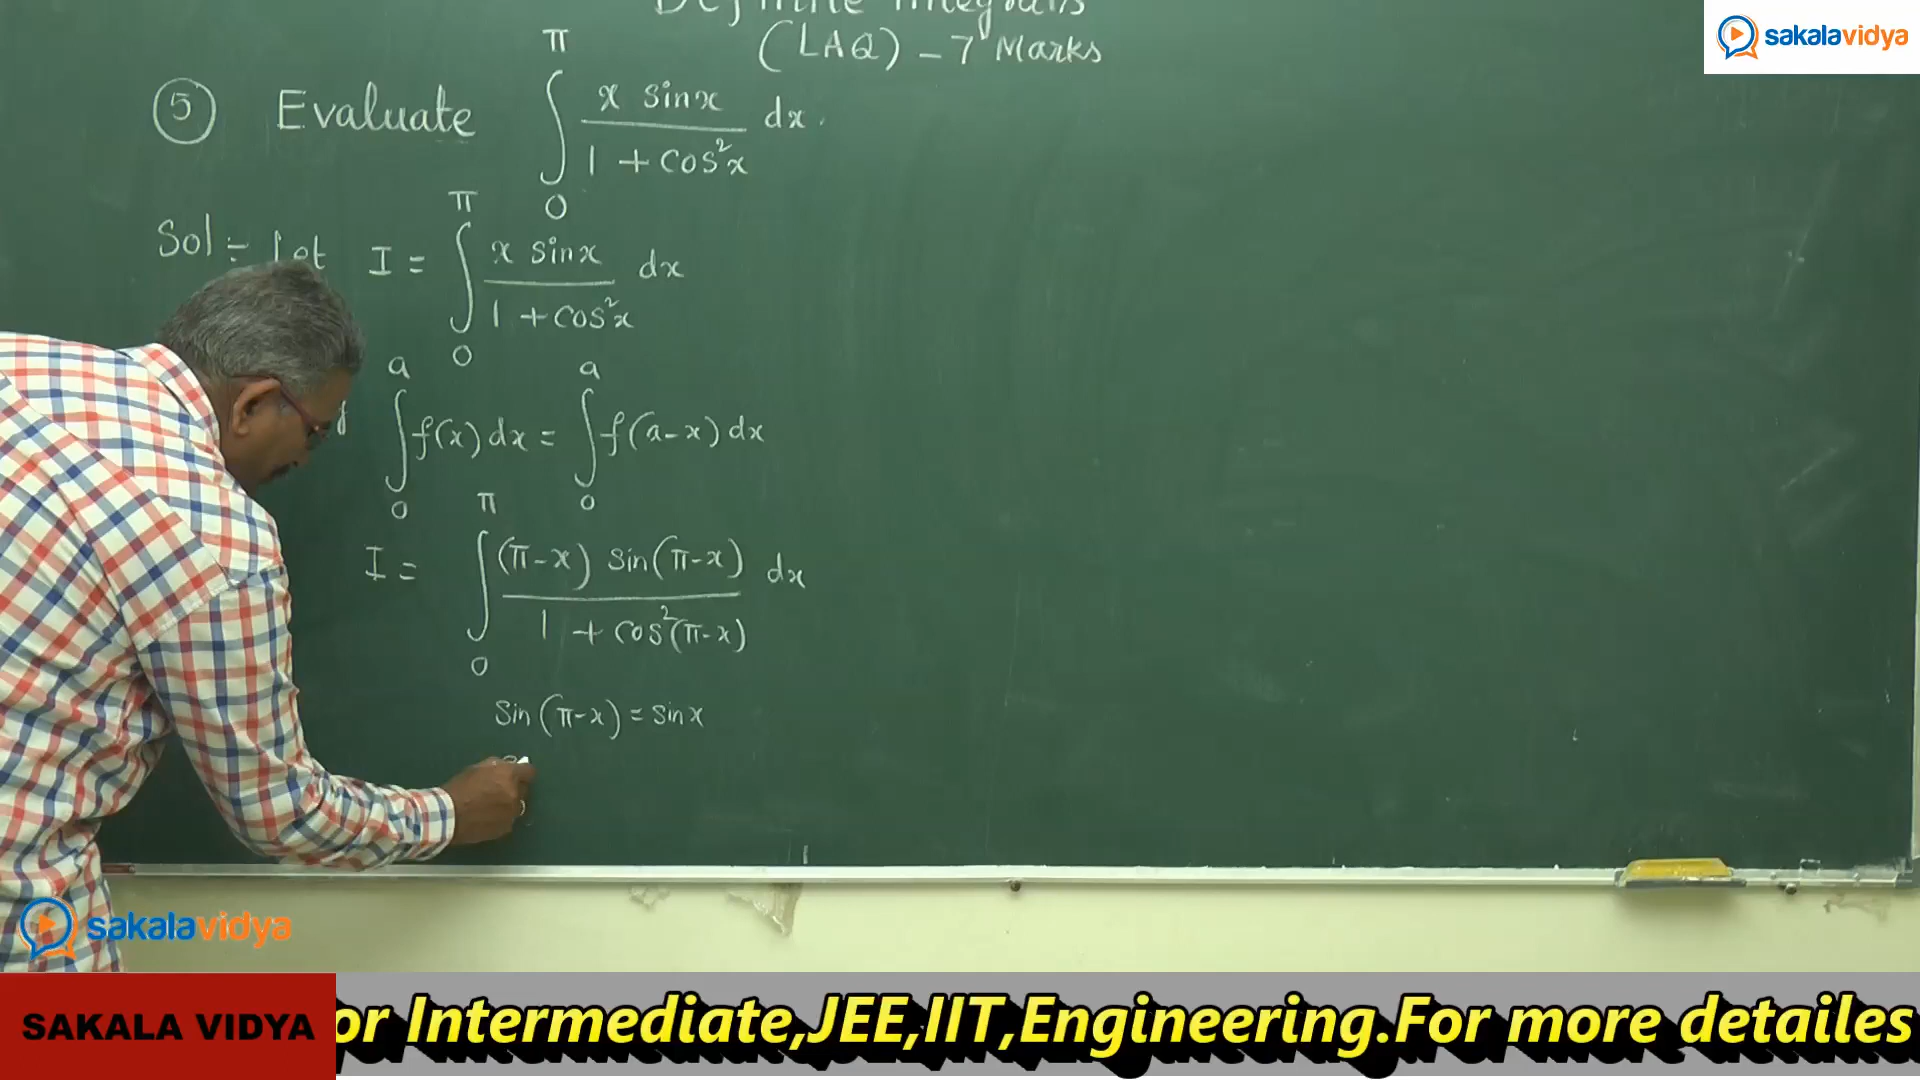 Definite Integrals
(LAQ) – 7 Marks
sakalavidya
⑤ Evaluate ∫₀^π (x sinx)/(1 + cos²x) dx.
Sol:- Let I = ∫₀^π (x sinx)/(1 + cos²x) dx
∫₀^a f(x) dx = ∫₀^a f(a-x) dx
I = ∫₀^π ((π-x) sin(π-x))/(1 + cos²(π-x)) dx
sin(π-x) = sinx
sakalavidya
SAKALA VIDYA
or Intermediate,JEE,IIT,Engineering.For more detailes